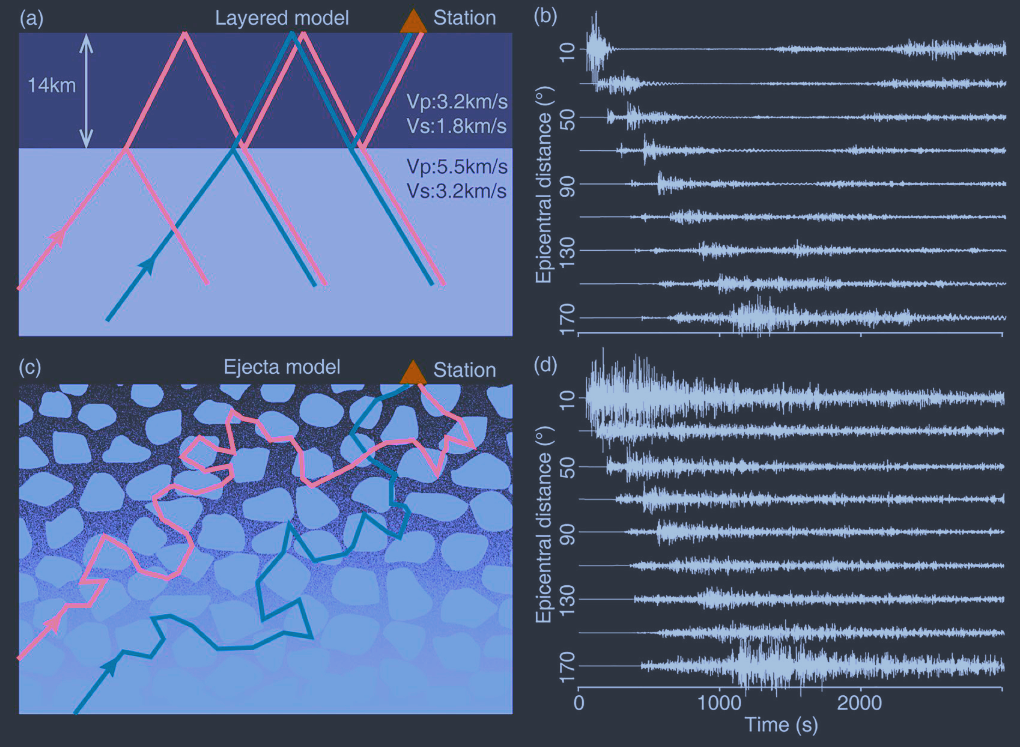 (a)
Layered model
Station
14km
Vp:3.2km/s
Vs:1.8km/s
Vp:5.5km/s
Vs:3.2km/s
(b)
Epicentral distance (°)
10
50
90
130
170
(c)
Ejecta model
Station
(d)
Epicentral distance (°)
10
50
90
130
170
0
1000
2000
Time (s)